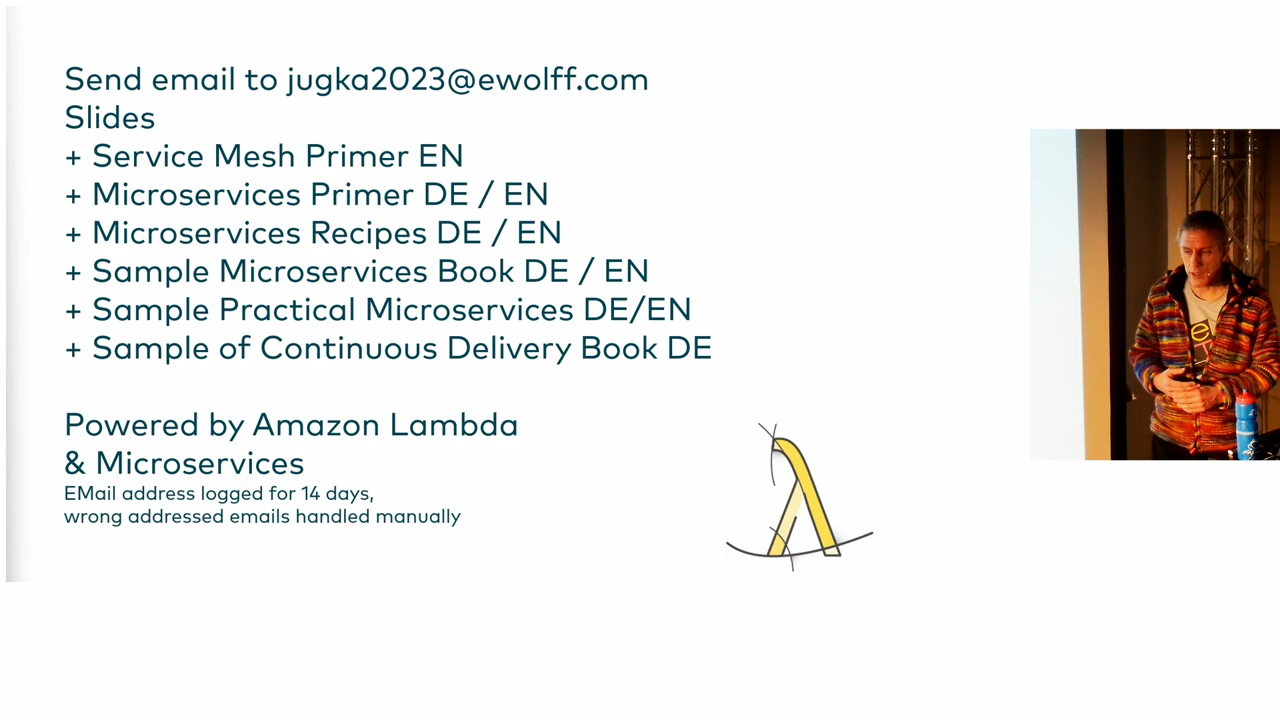 Send email to jugka2023@ewolff.com
Slides
+ Service Mesh Primer EN
+ Microservices Primer DE / EN
+ Microservices Recipes DE / EN
+ Sample Microservices Book DE / EN
+ Sample Practical Microservices DE/EN
+ Sample of Continuous Delivery Book DE
Powered by Amazon Lambda
& Microservices
EMail address logged for 14 days,
wrong addressed emails handled manually